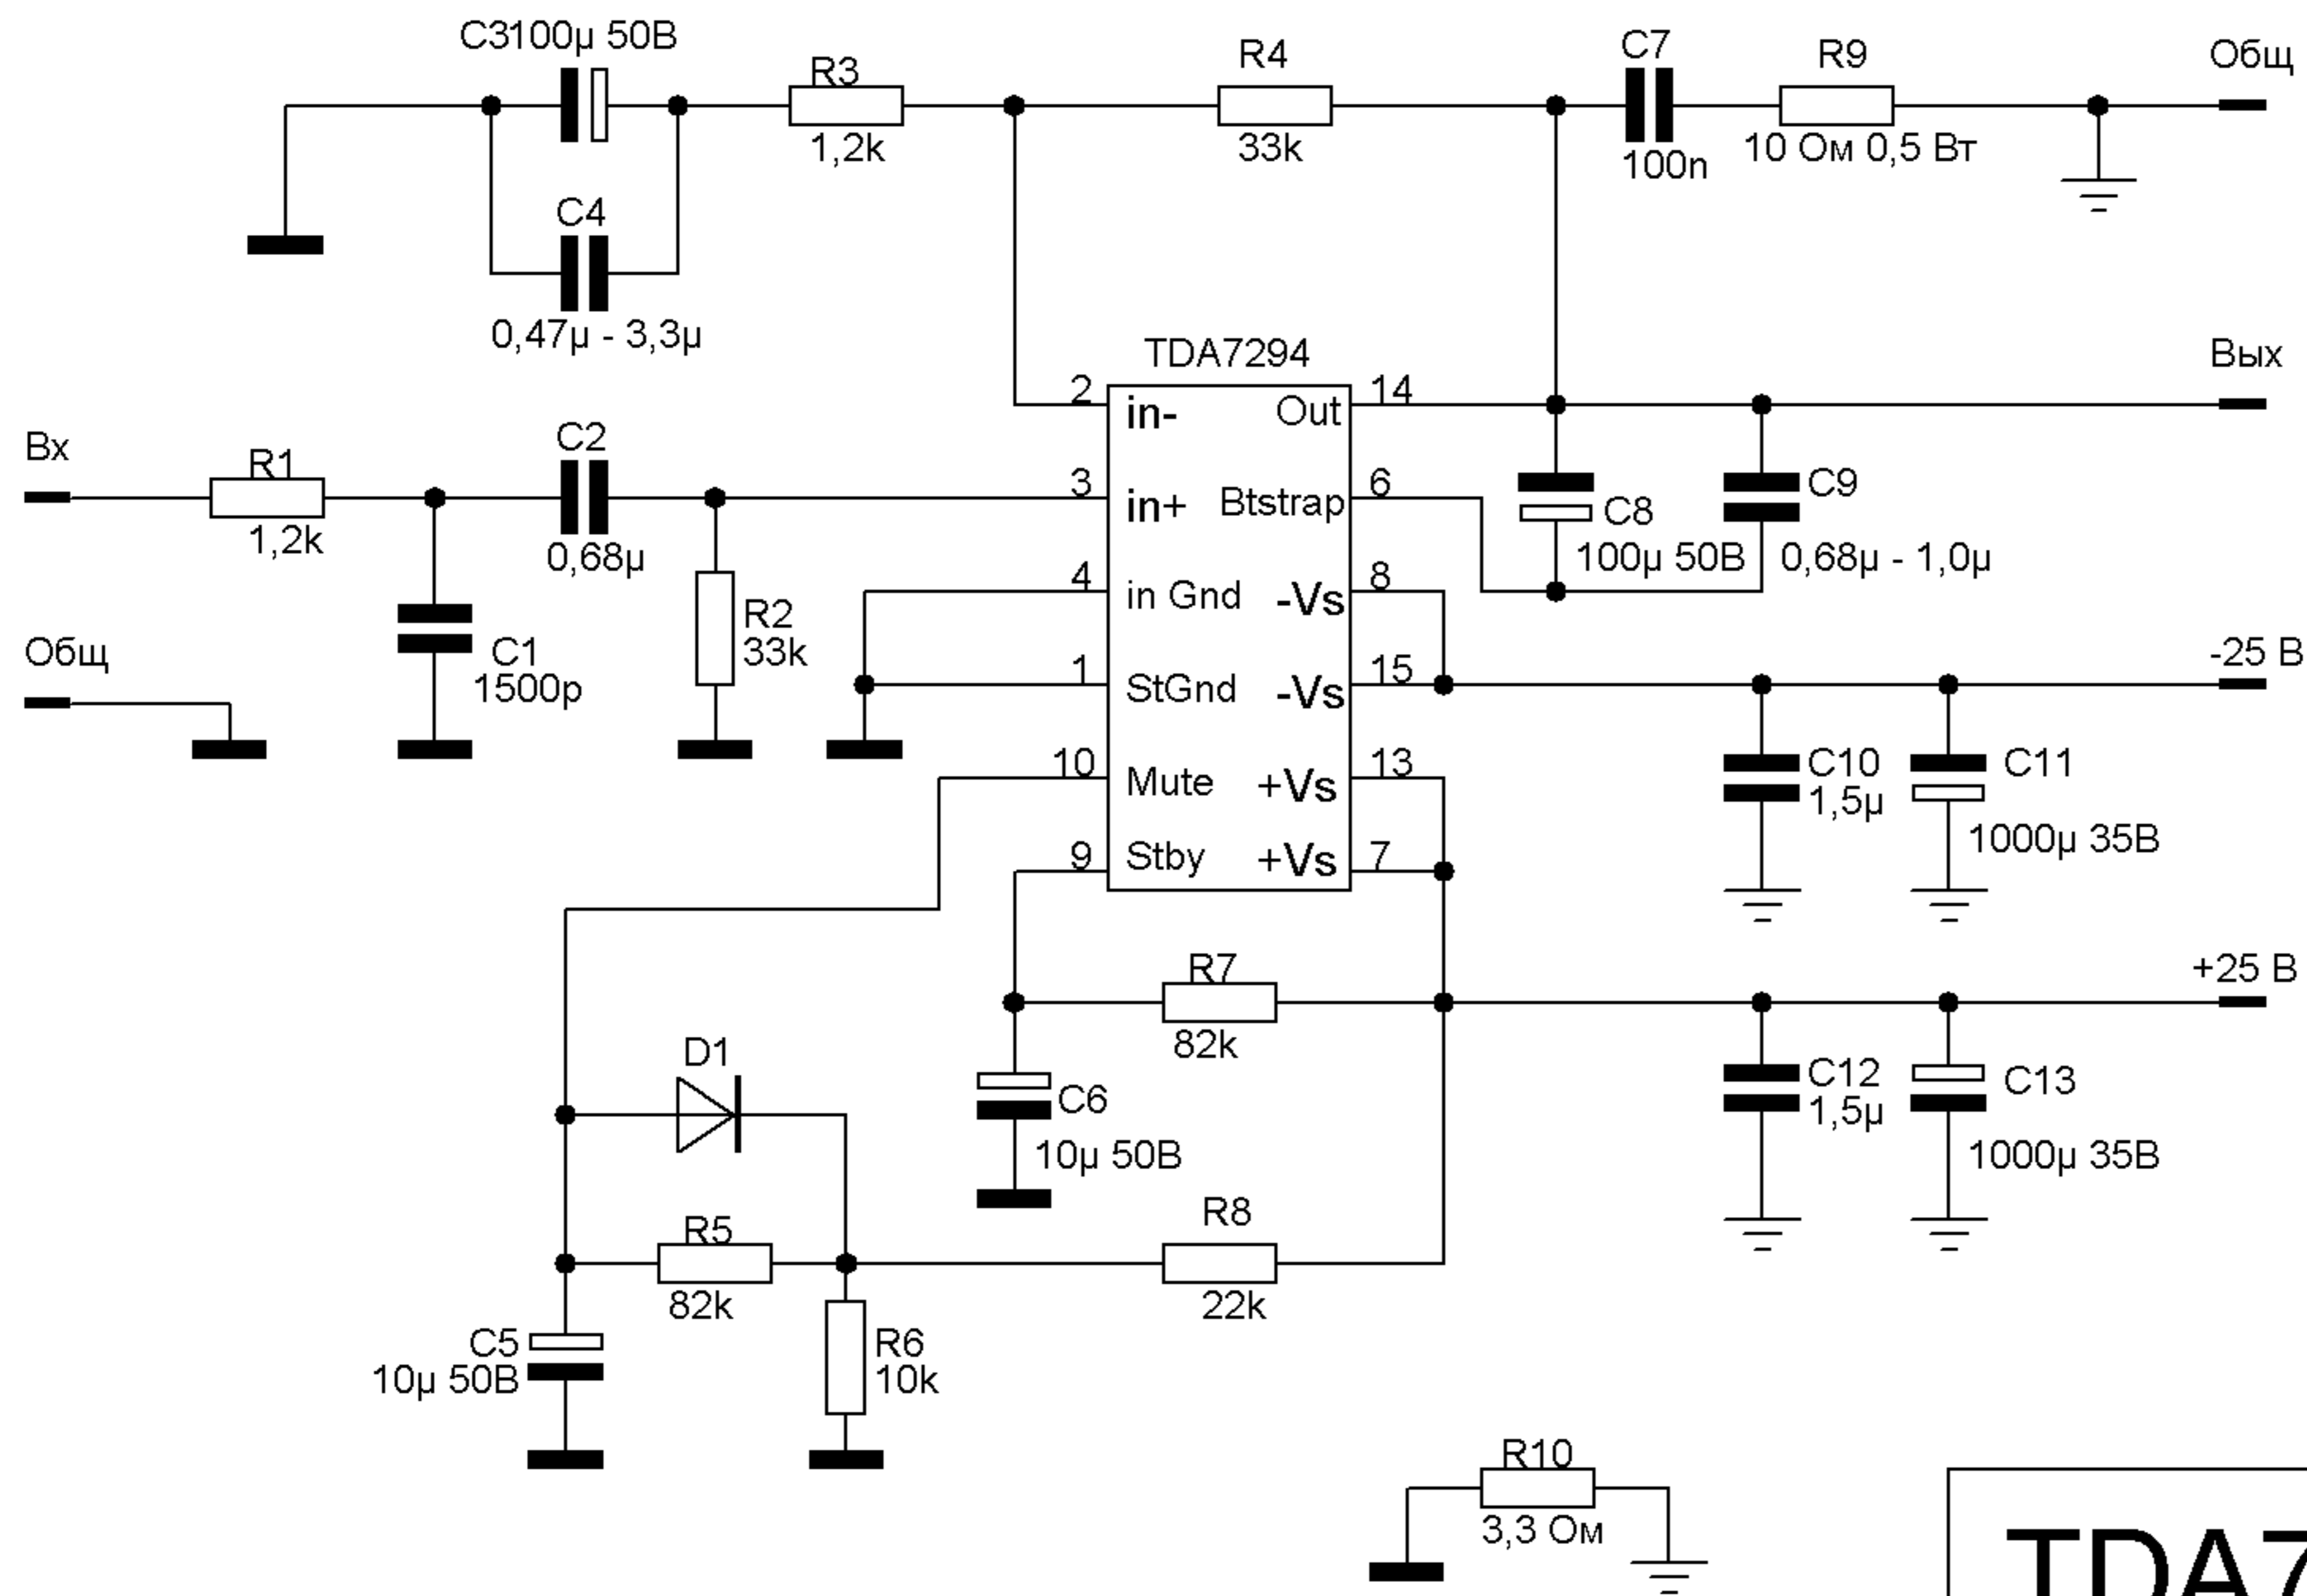 C3100µ 50В
R3
1,2k
R4
33k
C7
100n
R9
10 Ом 0,5 Вт
Общ
C4
0,47µ - 3,3µ
TDA7294
Вых
Вх
R1
1,2k
C2
0,68µ
2
in-
Out
14
3
in+
Btstrap
6
C8
100µ 50В
C9
0,68µ - 1,0µ
4
in Gnd
-Vs
8
R2
33k
C1
1500p
Общ
1
StGnd
-Vs
15
-25 В
10
Mute
+Vs
13
C10
1,5µ
C11
1000µ 35В
9
Stby
+Vs
7
+25 В
R7
82k
D1
C6
10µ 50В
C12
1,5µ
C13
1000µ 35В
R5
82k
R8
22k
C5
10µ 50В
R6
10k
R10
3,3 Ом
TDA7